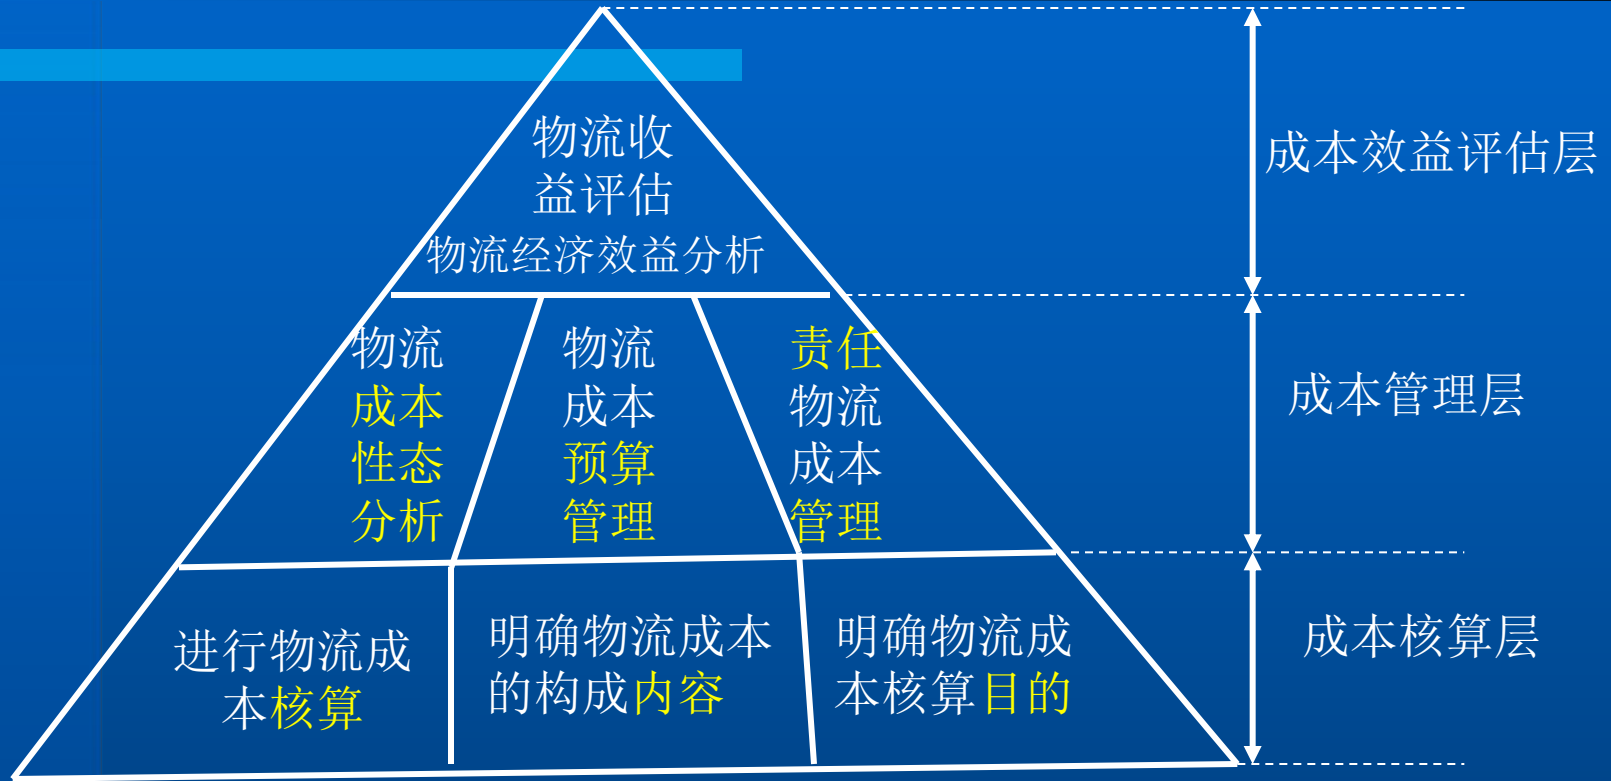 物流收
益评估
物流经济效益分析
成本效益评估层
物流
成本
性态
分析
物流
成本
预算
管理
责任
物流
成本
管理
成本管理层
进行物流成
本核算
明确物流成本
的构成内容
明确物流成
本核算目的
成本核算层